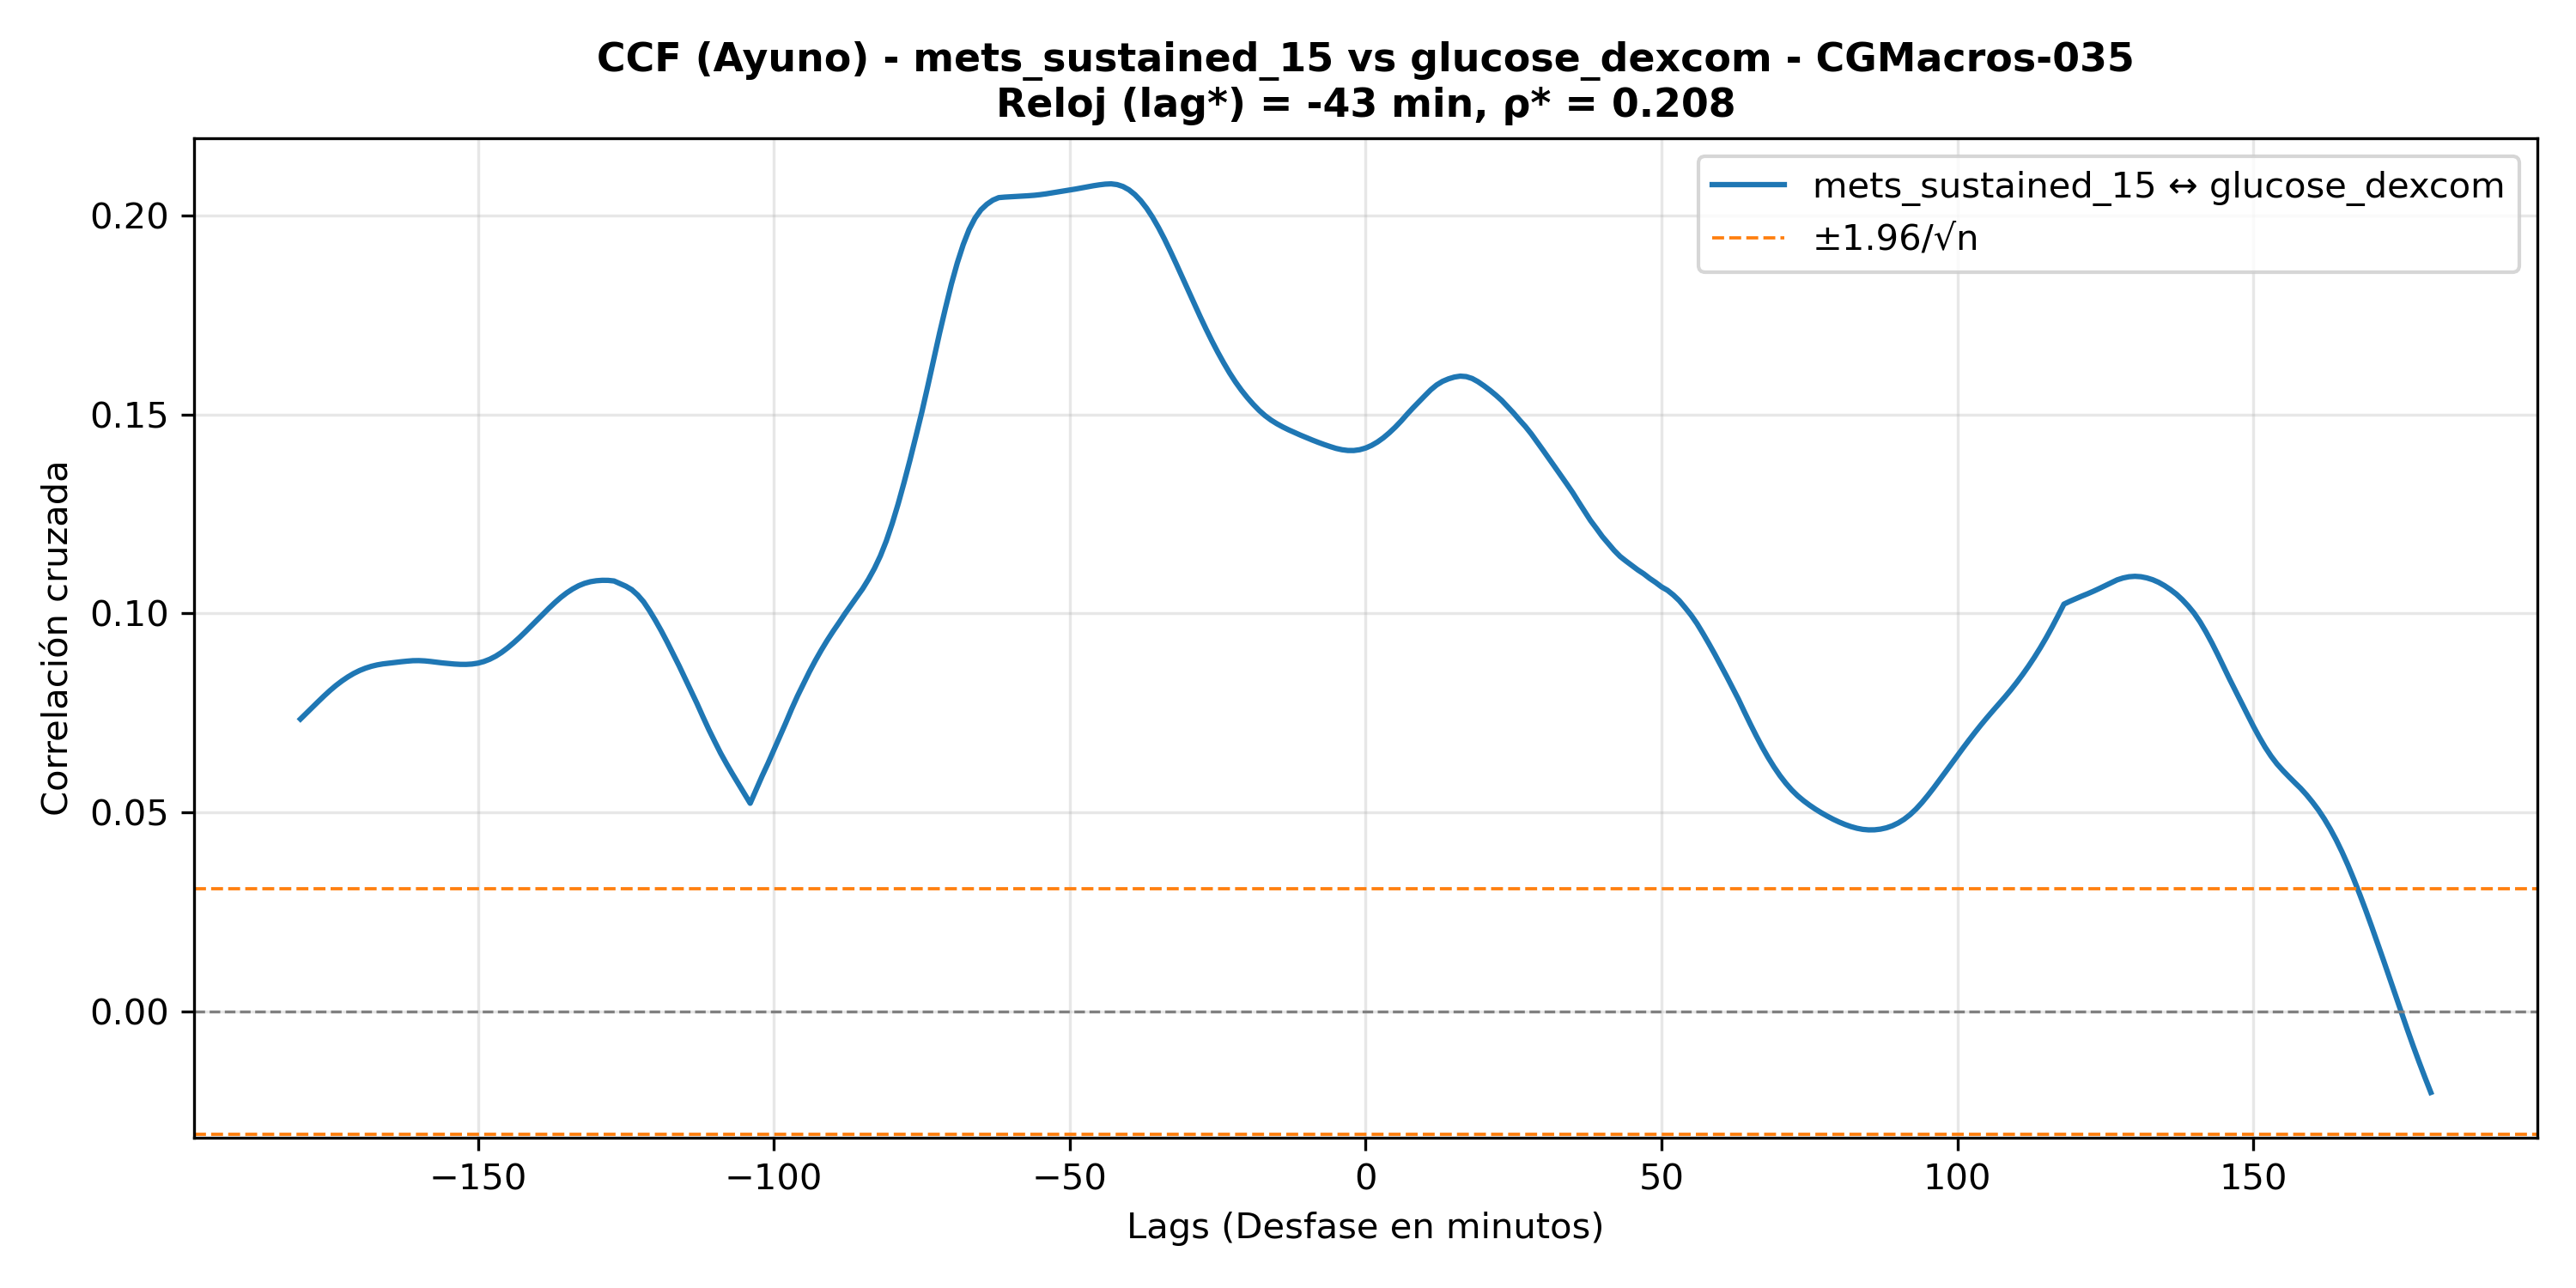 CCF (Ayuno) - mets_sustained_15 vs glucose_dexcom - CGMacros-035
Reloj (lag*) = -43 min, ρ* = 0.208
mets_sustained_15 ↔ glucose_dexcom
±1.96/√n
Correlación cruzada
0.20
0.15
0.10
0.05
0.00
−150
−100
−50
0
50
100
150
Lags (Desfase en minutos)